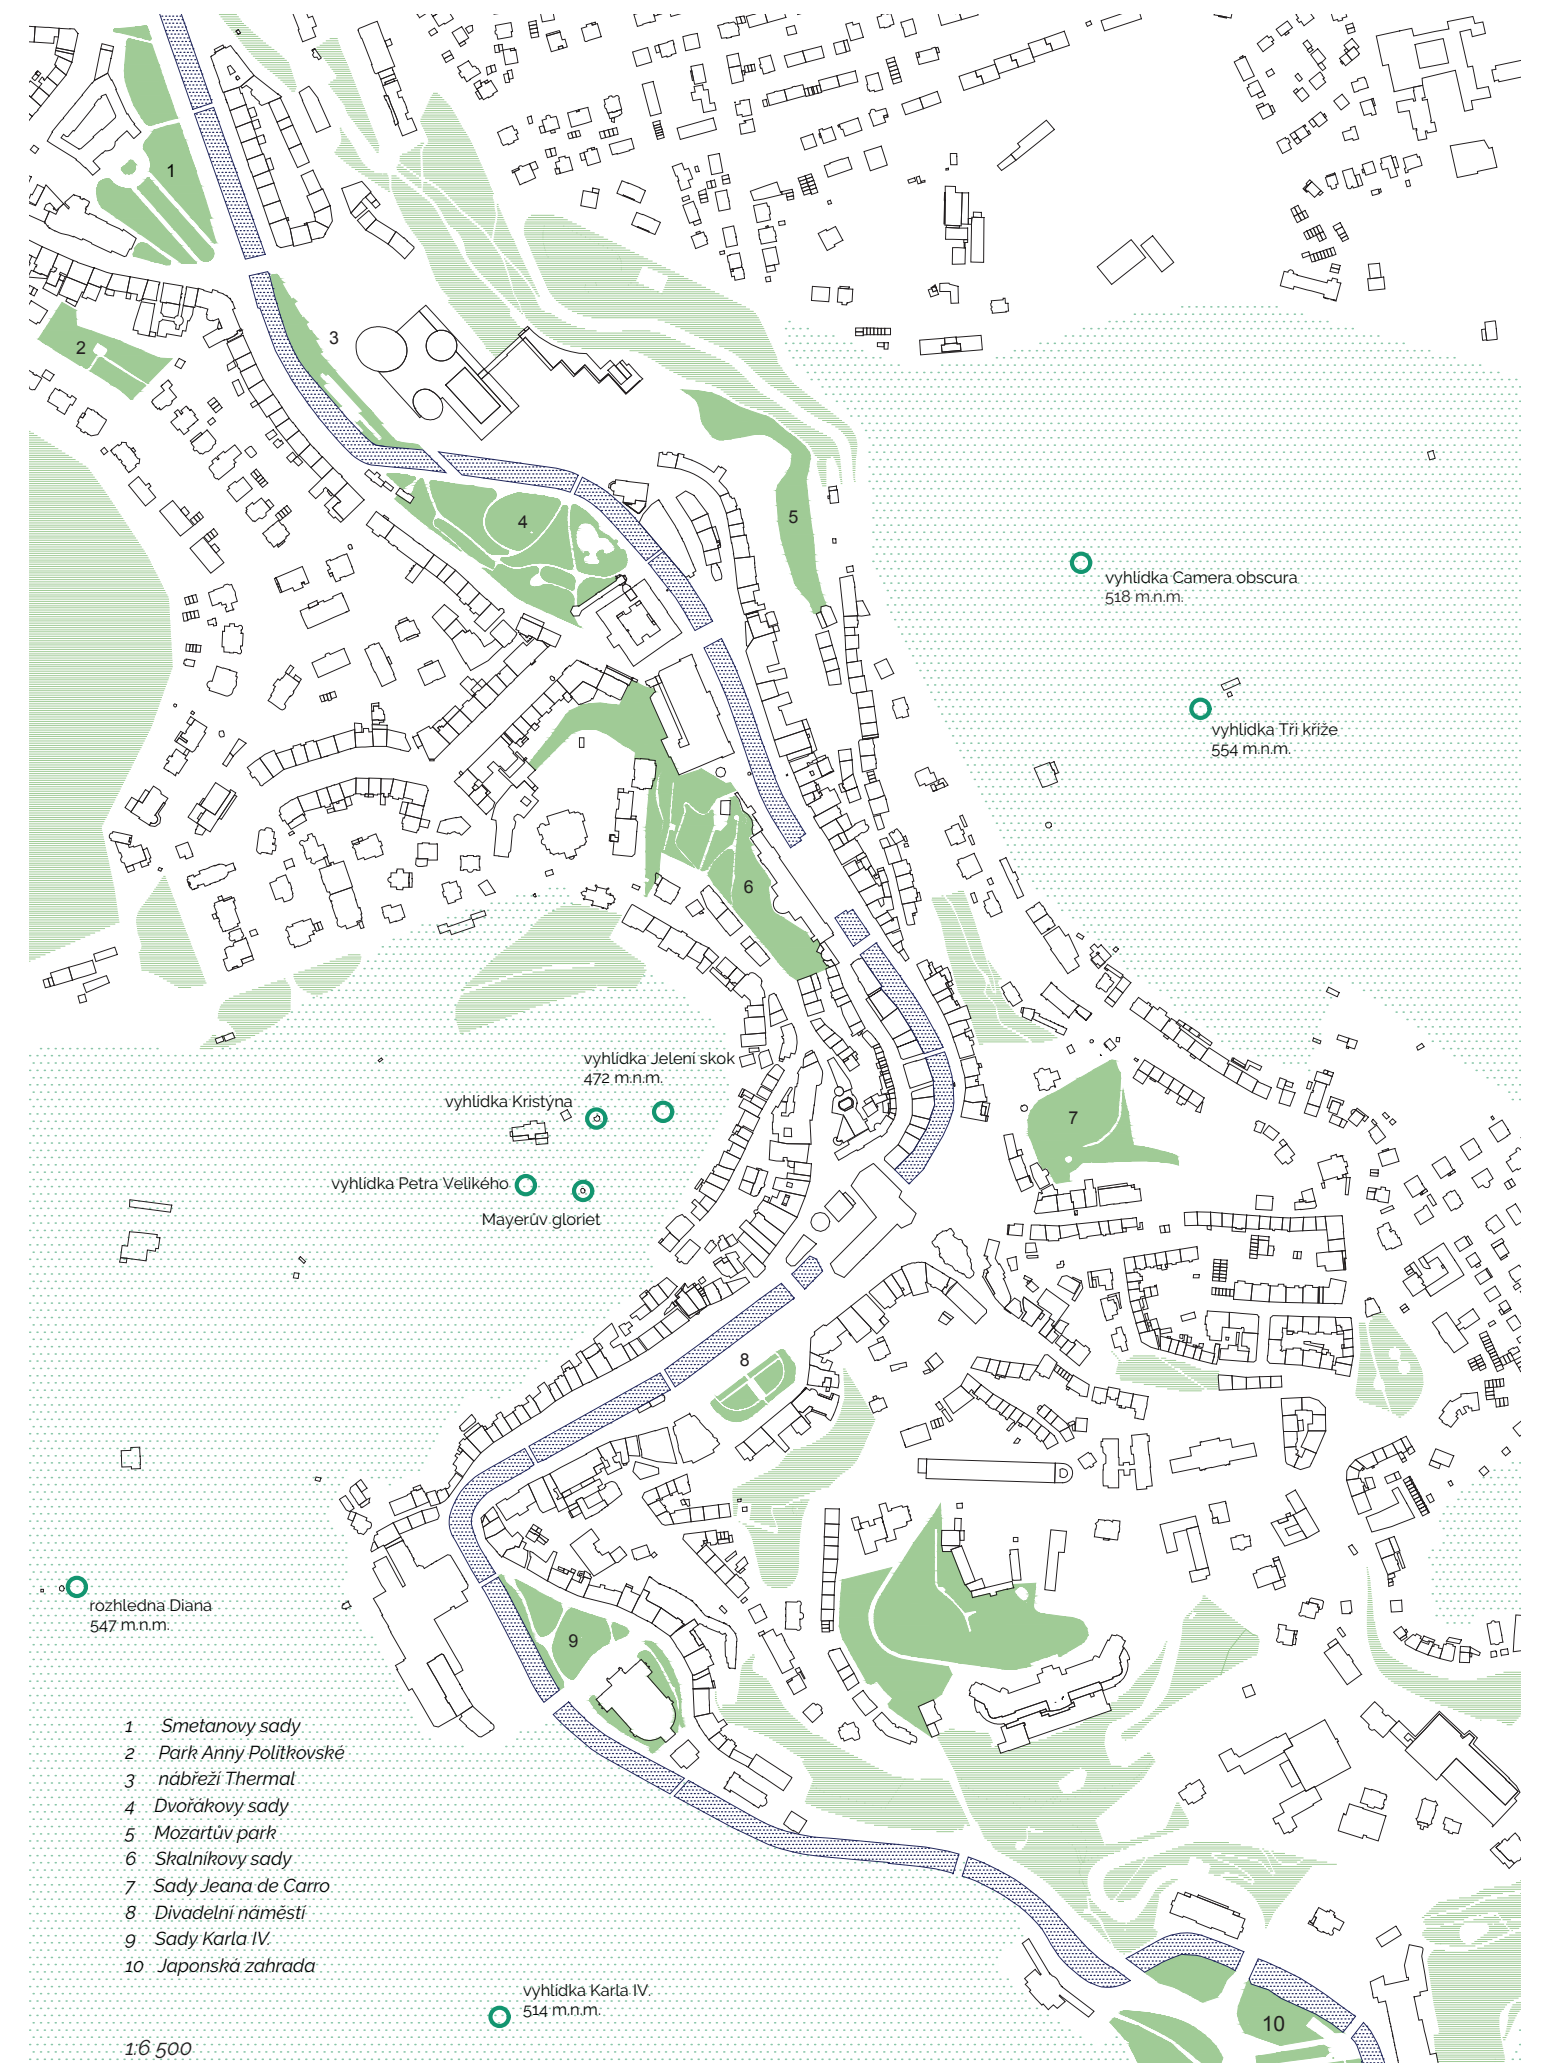 1
2
3
4
5
vyhlídka Camera obscura
518 m.n.m.
vyhlídka Tři kříže
554 m.n.m.
6
vyhlídka Jelení skok
472 m.n.m.
vyhlídka Kristýna
7
vyhlídka Petra Velikého
Mayerův gloriet
8
rozhledna Diana
547 m.n.m.
9
1 Smetanovy sady
2 Park Anny Politkovské
3 nábřeží Thermal
4 Dvořákovy sady
5 Mozartův park
6 Skalníkovy sady
7 Sady Jeana de Carro
8 Divadelní náměstí
9 Sady Karla IV.
10 Japonská zahrada
vyhlídka Karla IV.
514 m.n.m.
10
1:6 500